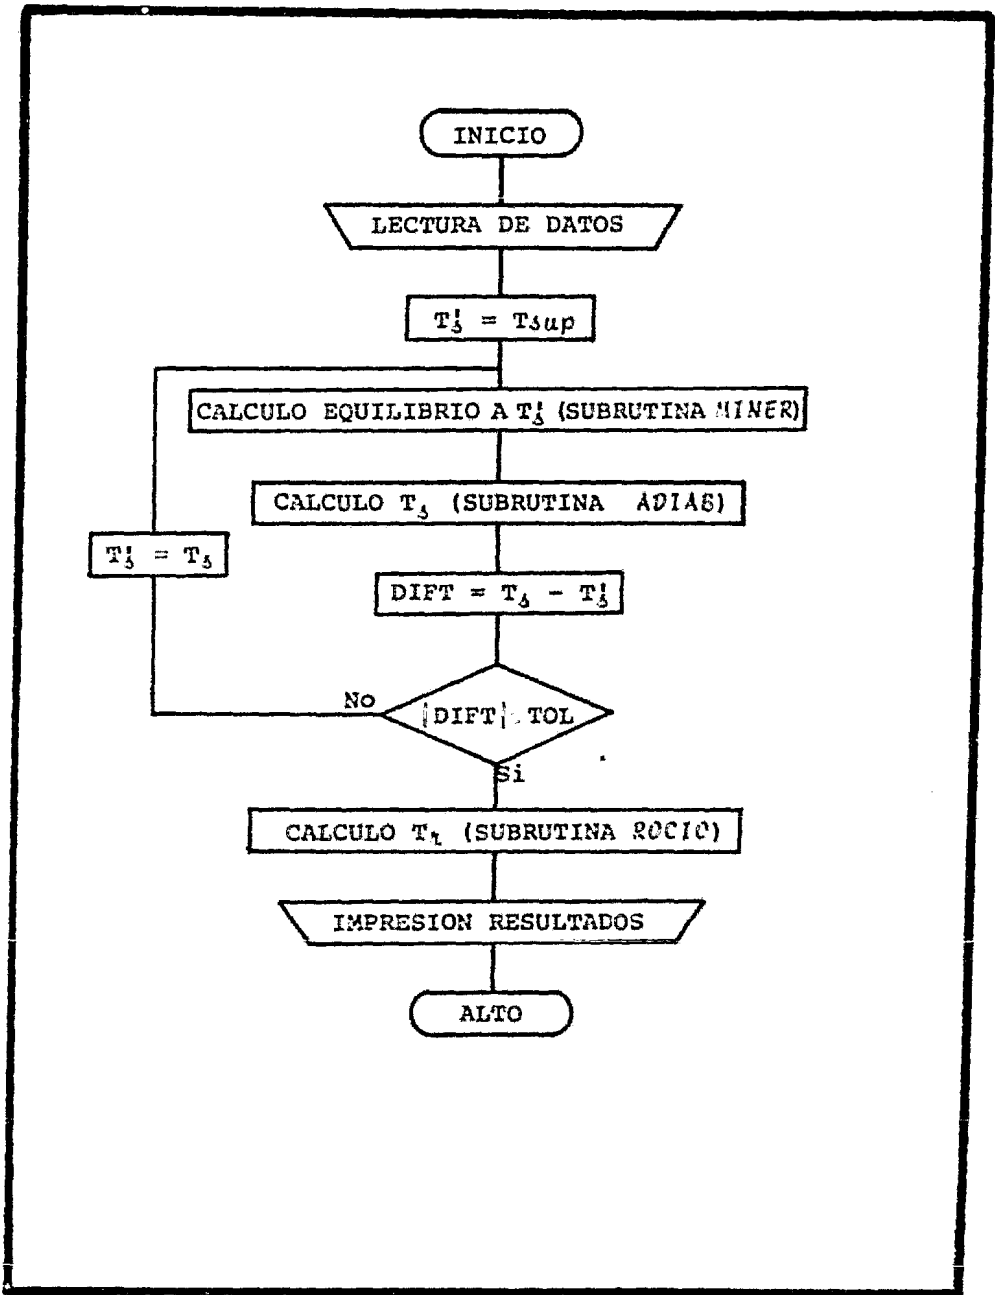 INICIO
LECTURA DE DATOS
T's = Tsup
CALCULO EQUILIBRIO A T's (SUBRUTINA MINER)
CALCULO Ts (SUBRUTINA ADIAB)
T's = Ts
DIFT = Ts - T's
No
|DIFT| TOL
Si
CALCULO Tr (SUBRUTINA ROCIO)
IMPRESION RESULTADOS
ALTO